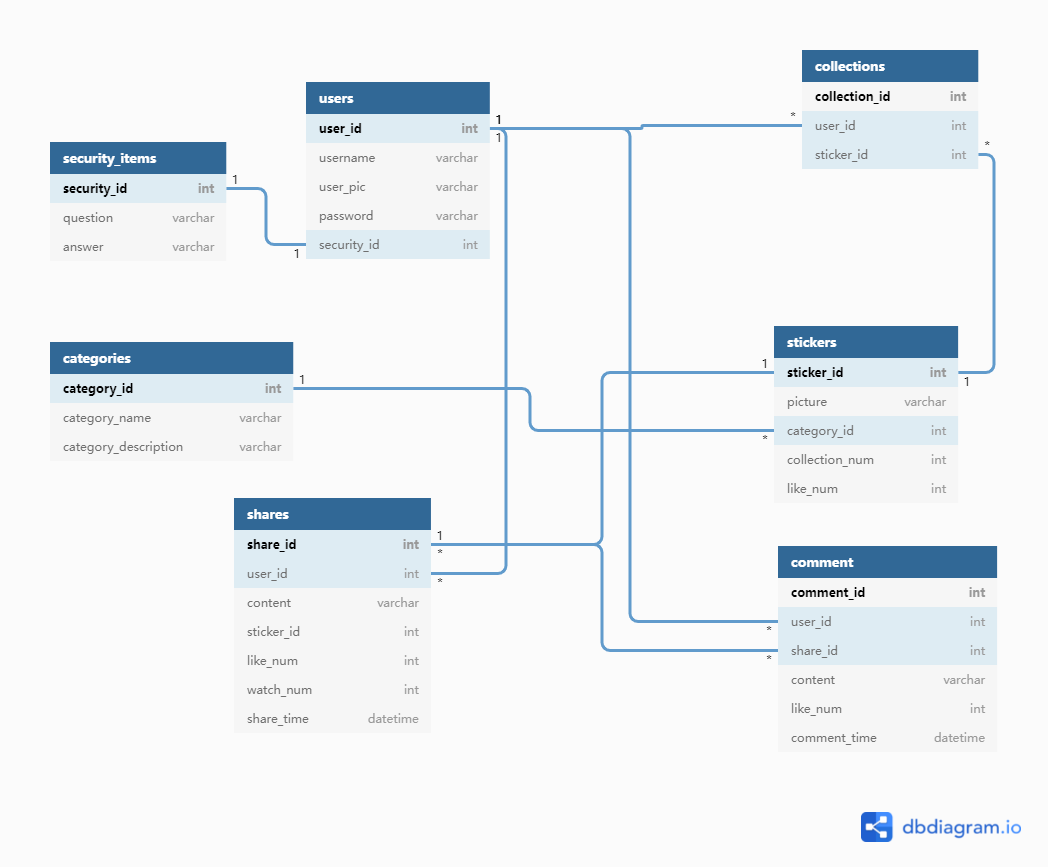 collections
collection_id int
user_id int
sticker_id int
*
*
users
user_id int
username varchar
user_pic varchar
password varchar
security_id int
1
1
security_items
security_id int
question varchar
answer varchar
1
1
categories
category_id int
category_name varchar
category_description varchar
1
stickers
sticker_id int
picture varchar
category_id int
collection_num int
like_num int
1
1
*
shares
share_id int
user_id int
content varchar
sticker_id int
like_num int
watch_num int
share_time datetime
1
*
*
comment
comment_id int
user_id int
share_id int
content varchar
like_num int
comment_time datetime
*
*
dbdiagram.io